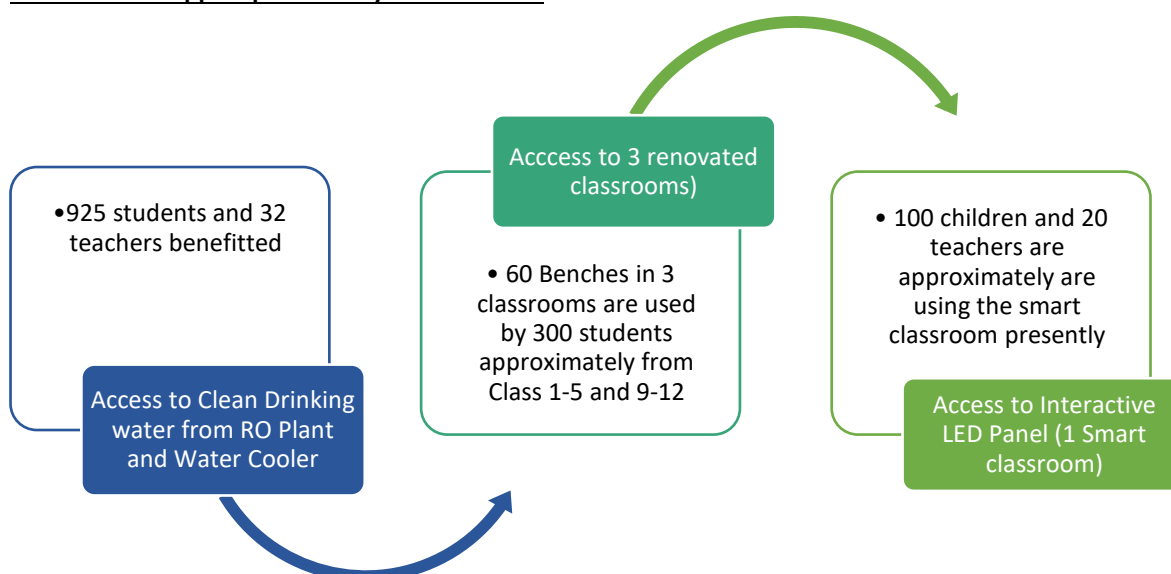 •925 students and 32
teachers benefitted
Access to Clean Drinking
water from RO Plant
and Water Cooler
Acccess to 3 renovated
classrooms)
• 60 Benches in 3
classrooms are used
by 300 students
approximately from
Class 1-5 and 9-12
• 100 children and 20
teachers are
approximately are
using the smart
classroom presently
Access to Interactive
LED Panel (1 Smart
classroom)